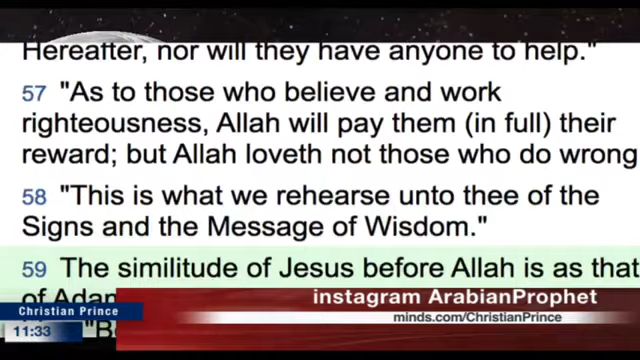 Hereafter, nor will they have anyone to help."
57 "As to those who believe and work
righteousness, Allah will pay them (in full) their
reward; but Allah loveth not those who do wrong
58 "This is what we rehearse unto thee of the
Signs and the Message of Wisdom."
59 The similitude of Jesus before Allah is as that
of Adam
instagram ArabianProphet
Christian Prince
minds.com/ChristianPrince
11:33